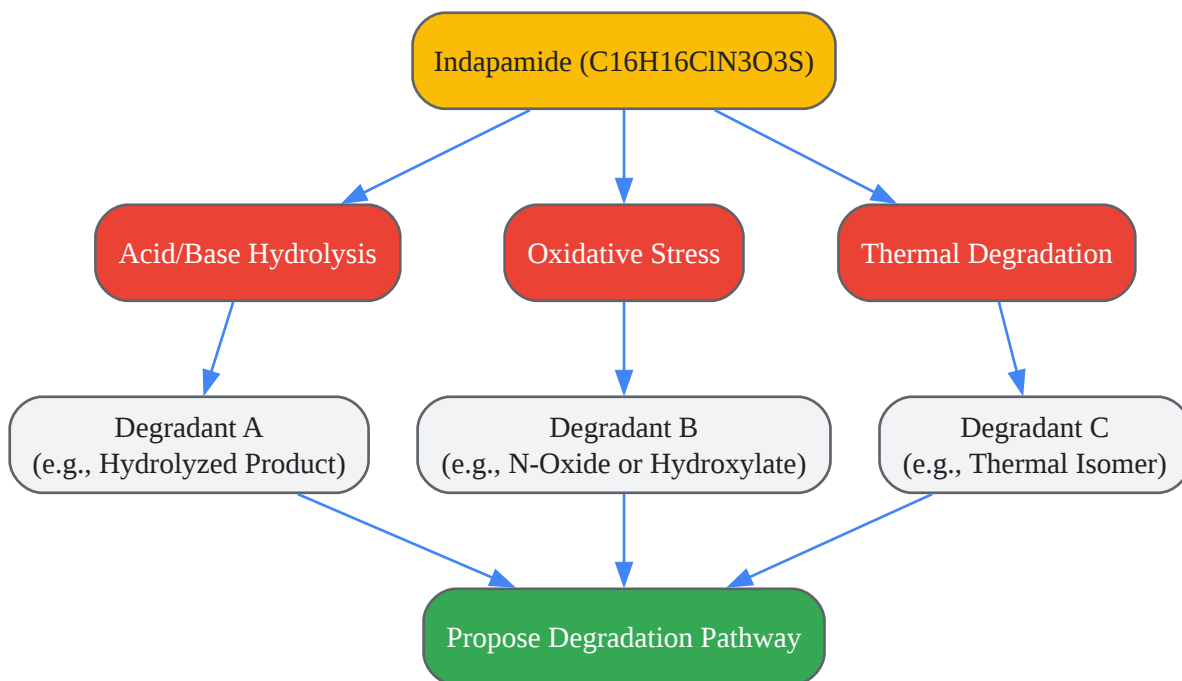 Indapamide (C16H16ClN3O3S)
Acid/Base Hydrolysis
Oxidative Stress
Thermal Degradation
Degradant A
(e.g., Hydrolyzed Product)
Degradant B
(e.g., N-Oxide or Hydroxylate)
Degradant C
(e.g., Thermal Isomer)
Propose Degradation Pathway